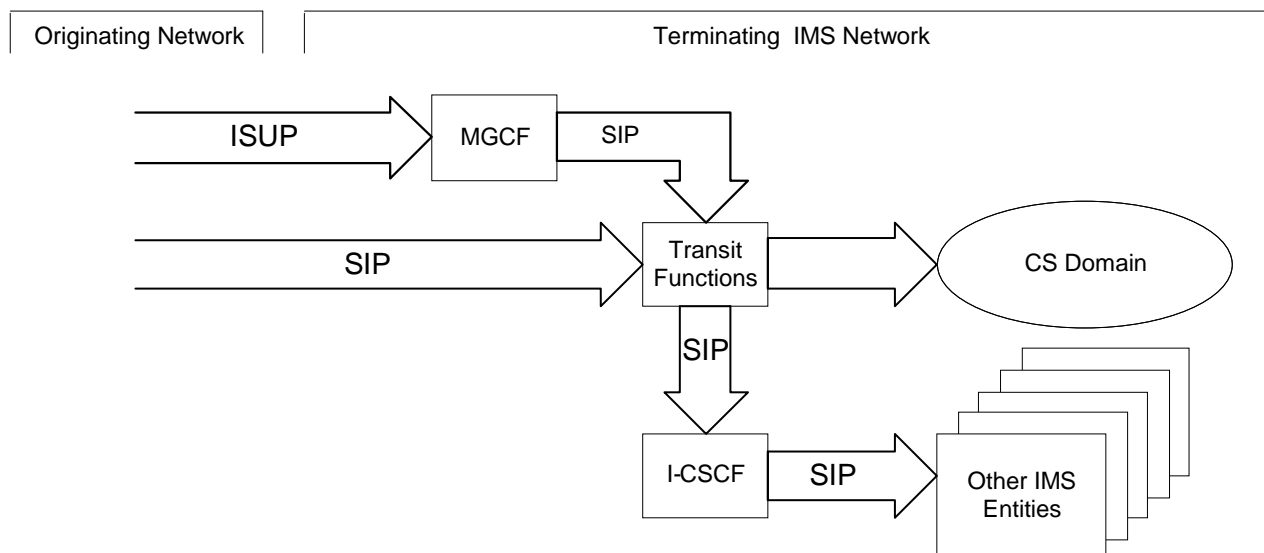 Originating Network
Terminating IMS Network
ISUP
MGCF
SIP
SIP
Transit
Functions
CS Domain
SIP
I-CSCF
SIP
Other IMS
Entities